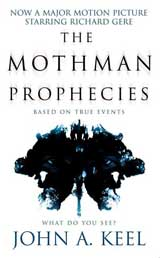 NOW A MAJOR MOTION PICTURE
STARRING RICHARD GERE
THE
MOTHMAN
PROPHECIES
BASED ON TRUE EVENTS
WHAT DO YOU SEE?
JOHN A. KEEL